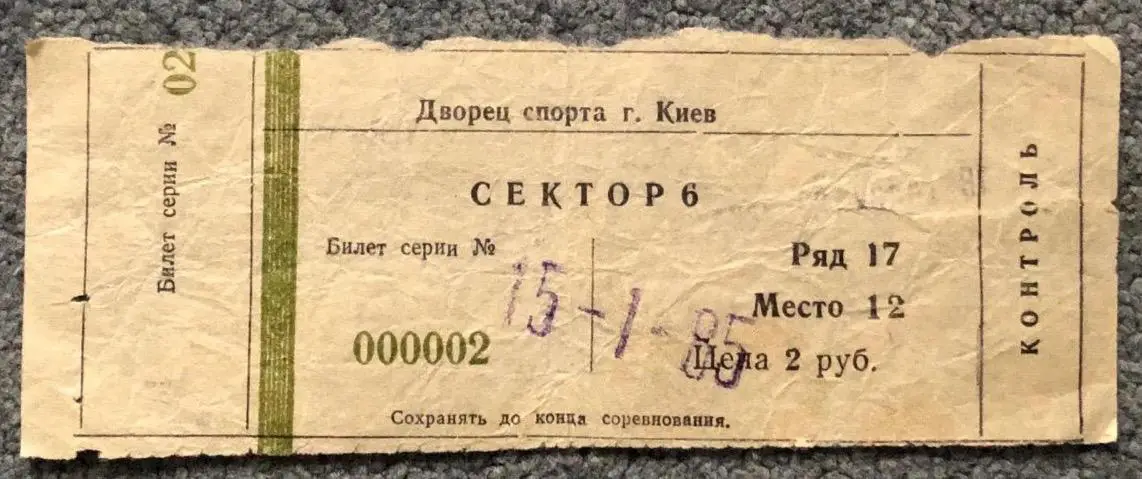 Билет серии № 02
Дворец спорта г. Киев
СЕКТОР 6
Билет серии №
000002
15-1-85
Ряд 17
Место 12
Цена 2 руб.
Сохранять до конца соревнования.
КОНТРОЛЬ